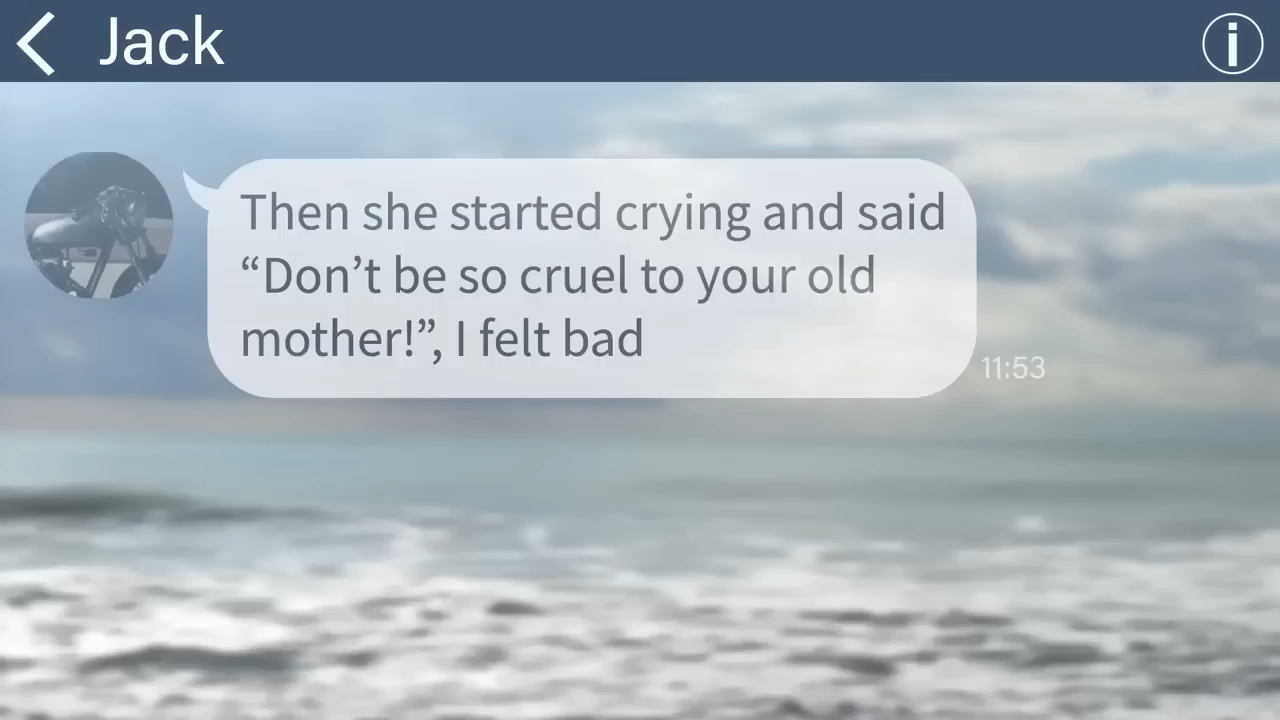 Jack
Then she started crying and said
“Don’t be so cruel to your old
mother!”, I felt bad
11:53